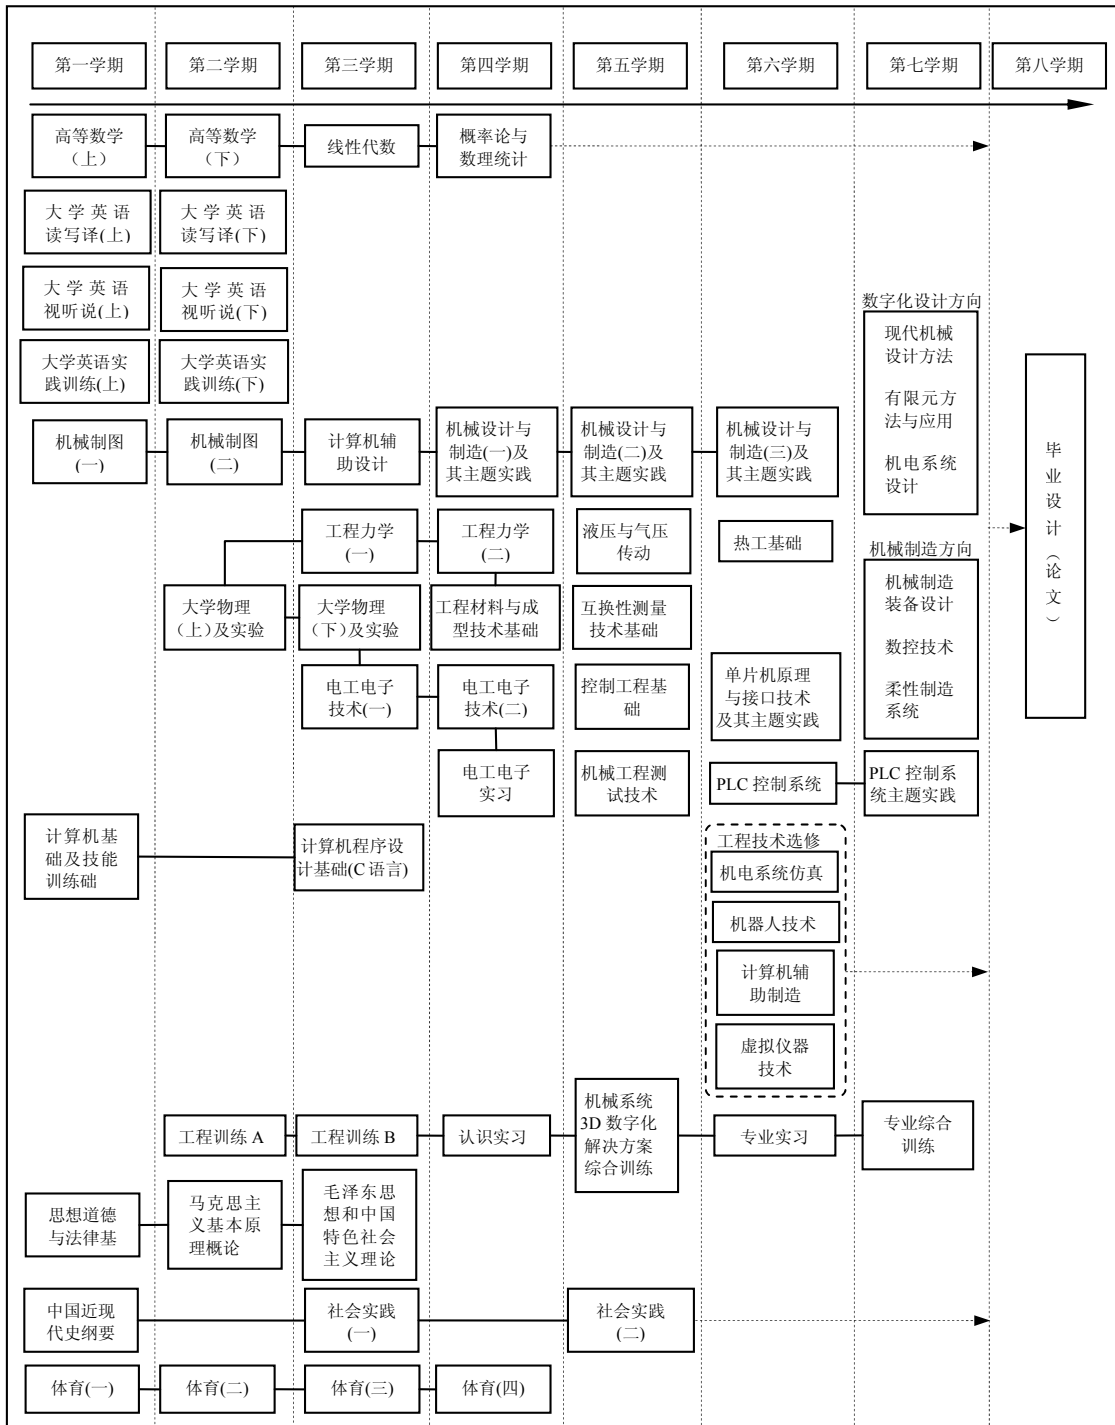 第一学期
第二学期
第三学期
第四学期
第五学期
第六学期
第七学期
第八学期
高等数学
（上）
高等数学
（下）
线性代数
概率论与
数理统计
大 学 英 语
读写译(上)
大 学 英 语
读写译(下)
大 学 英 语
视听说(上)
大 学 英 语
视听说(下)
大学英语实
践训练(上)
大学英语实
践训练(下)
机械制图
(一)
机械制图
(二)
计算机辅
助设计
机械设计与
制造(一)及
其主题实践
机械设计与
制造(二)及
其主题实践
机械设计与
制造(三)及
其主题实践
数字化设计方向
现代机械
设计方法
有限元方
法与应用
机电系统
设计
毕
业
设
计
（
论
文
）
工程力学
(一)
工程力学
(二)
液压与气压
传动
热工基础
机械制造方向
机械制造
装备设计
数控技术
柔性制造
系统
大学物理
（上）及实验
大学物理
（下）及实验
工程材料与成
型技术基础
互换性测量
技术基础
电工电子
技术(一)
电工电子
技术(二)
控制工程基
础
单片机原理
与接口技术
及其主题实践
电工电子
实习
机械工程测
试技术
PLC 控制系统
PLC 控制系
统主题实践
计算机基
础及技能
训练础
计算机程序设
计基础(C 语言)
工程技术选修
机电系统仿真
机器人技术
计算机辅
助制造
虚拟仪器
技术
工程训练 A
工程训练 B
认识实习
机械系统
3D 数字化
解决方案
综合训练
专业实习
专业综合
训练
思想道德
与法律基
马克思主
义基本原
理概论
毛泽东思
想和中国
特色社会
主义理论
中国近现
代史纲要
社会实践
(一)
社会实践
(二)
体育(一)
体育(二)
体育(三)
体育(四)